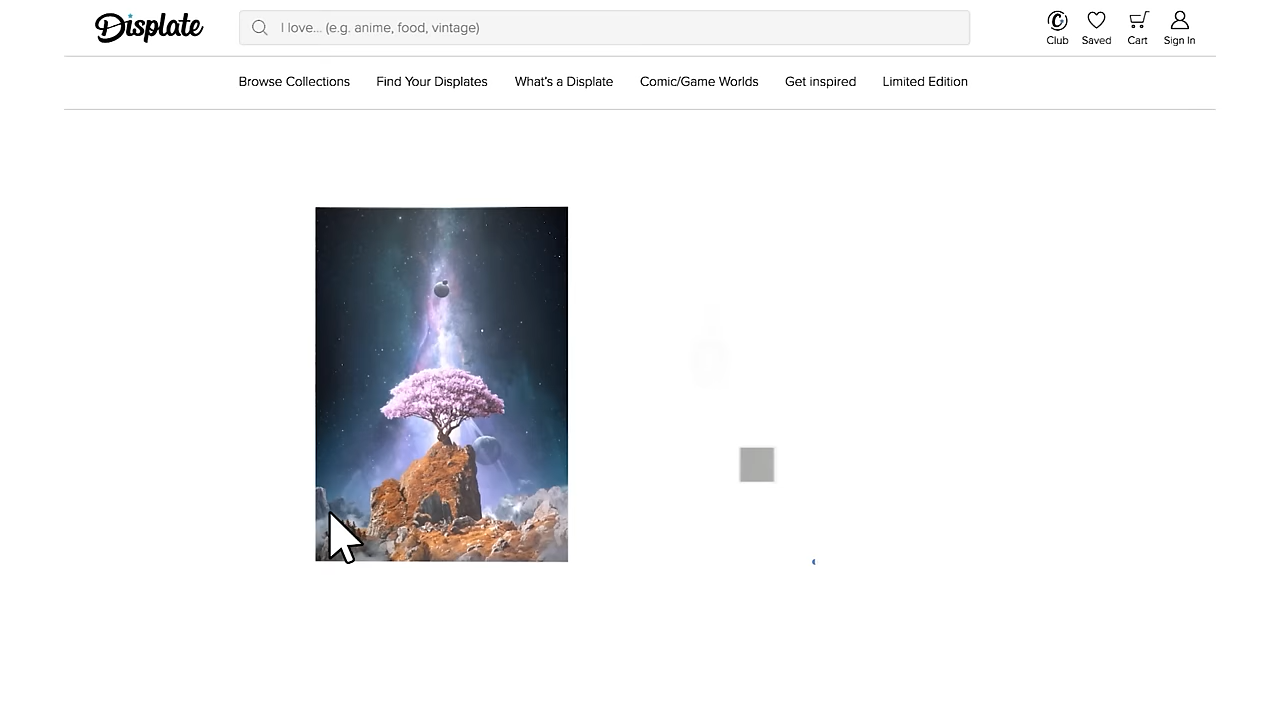 Displate
I love... (e.g. anime, food, vintage)
Club
Saved
Cart
Sign In
Browse Collections
Find Your Displates
What's a Displate
Comic/Game Worlds
Get inspired
Limited Edition